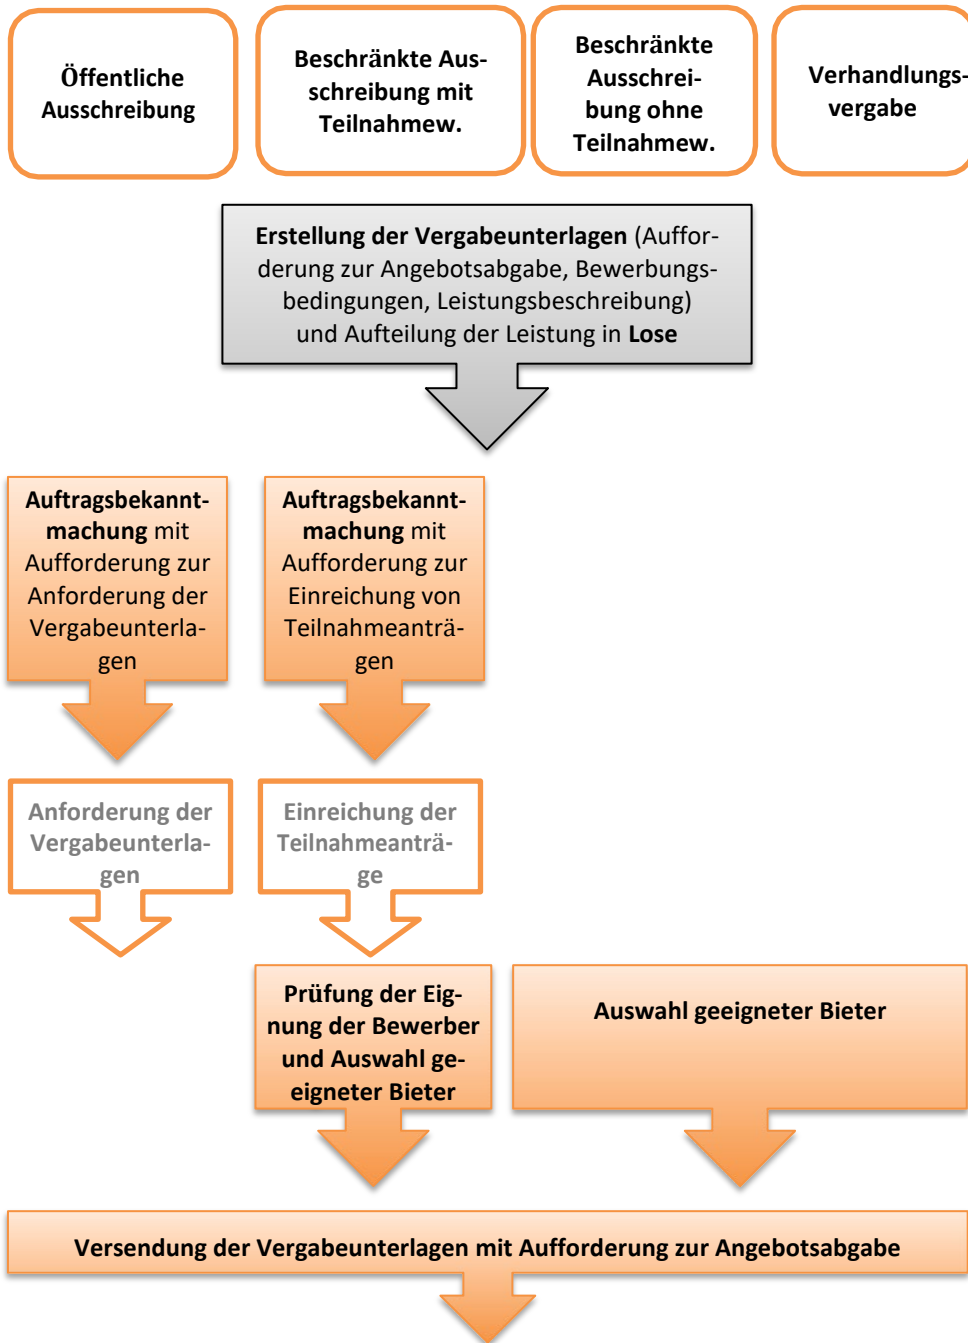 Öffentliche
Ausschreibung
Beschränkte Aus-
schreibung mit
Teilnahmew.
Beschränkte
Ausschrei-
bung ohne
Teilnahmew.
Verhandlungs-
vergabe
Erstellung der Vergabeunterlagen (Auffor-
derung zur Angebotsabgabe, Bewerbungs-
bedingungen, Leistungsbeschreibung)
und Aufteilung der Leistung in Lose
Auftragsbekannt-
machung mit
Aufforderung zur
Anforderung der
Vergabeunterla-
gen
Auftragsbekannt-
machung mit
Aufforderung zur
Einreichung von
Teilnahmeanträ-
gen
Anforderung der
Vergabeunterla-
gen
Einreichung der
Teilnahmeanträ-
ge
Prüfung der Eig-
nung der Bewerber
und Auswahl ge-
eigneter Bieter
Auswahl geeigneter Bieter
Versendung der Vergabeunterlagen mit Aufforderung zur Angebotsabgabe